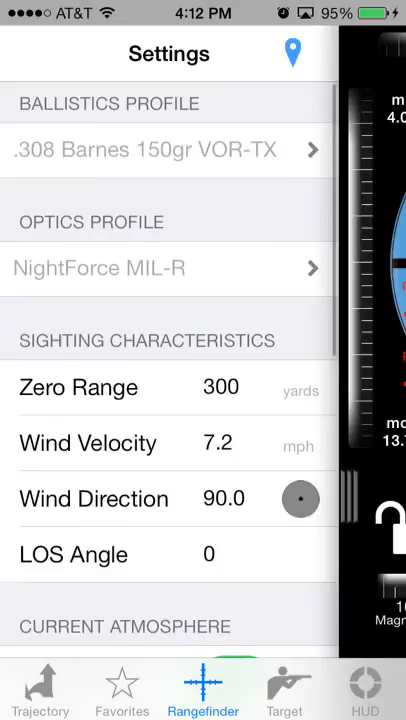 AT&T 4:12 PM 95%
Settings
BALLISTICS PROFILE
.308 Barnes 150gr VOR-TX
OPTICS PROFILE
NightForce MIL-R
SIGHTING CHARACTERISTICS
Zero Range 300 yards
Wind Velocity 7.2 mph
Wind Direction 90.0
LOS Angle 0
CURRENT ATMOSPHERE
Trajectory Favorites Rangefinder Target HUD